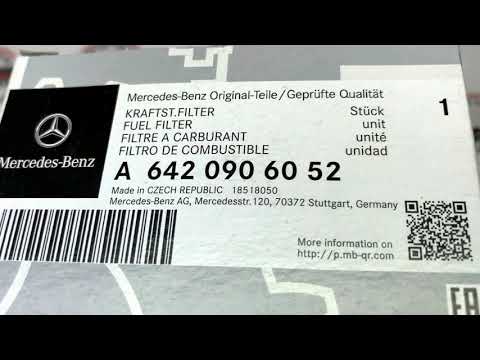 Mercedes-Benz Original-Teile/Geprüfte Qualität
KRAFTST.FILTER Stück 1
FUEL FILTER unit
FILTRE A CARBURANT unité
FILTRO DE COMBUSTIBLE unidad
Mercedes-Benz
A 642 090 60 52
Made in CZECH REPUBLIC 18518050
Mercedes-Benz AG, Mercedesstr.120, 70372 Stuttgart, Germany
More information on
http://p.mb-qr.com
EAC